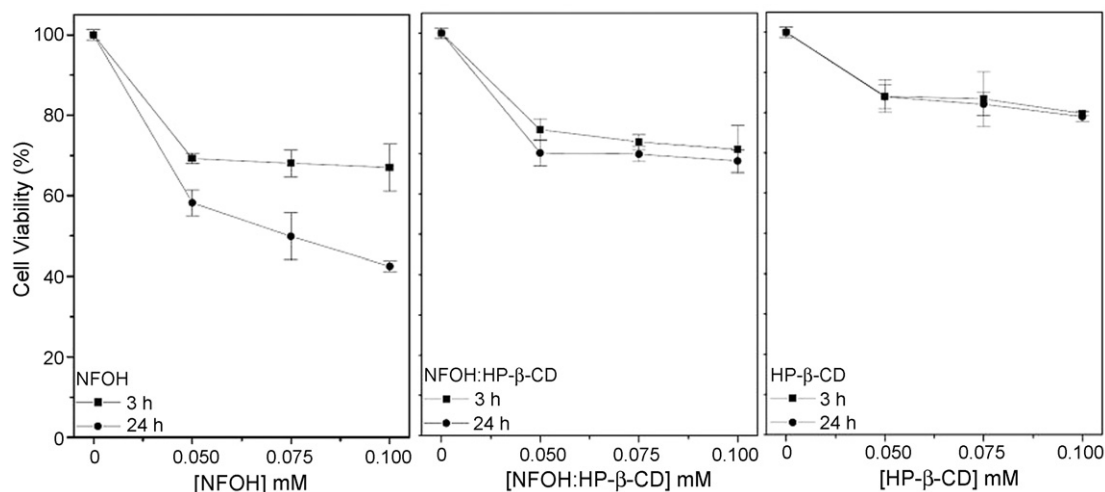 Cell Viability (%)
100
80
60
40
20
0
NFOH
3 h
24 h
0 0.050 0.075 0.100
[NFOH] mM
NFOH:HP-β-CD
3 h
24 h
0 0.050 0.075 0.100
[NFOH:HP-β-CD] mM
HP-β-CD
3 h
24 h
0 0.050 0.075 0.100
[HP-β-CD] mM